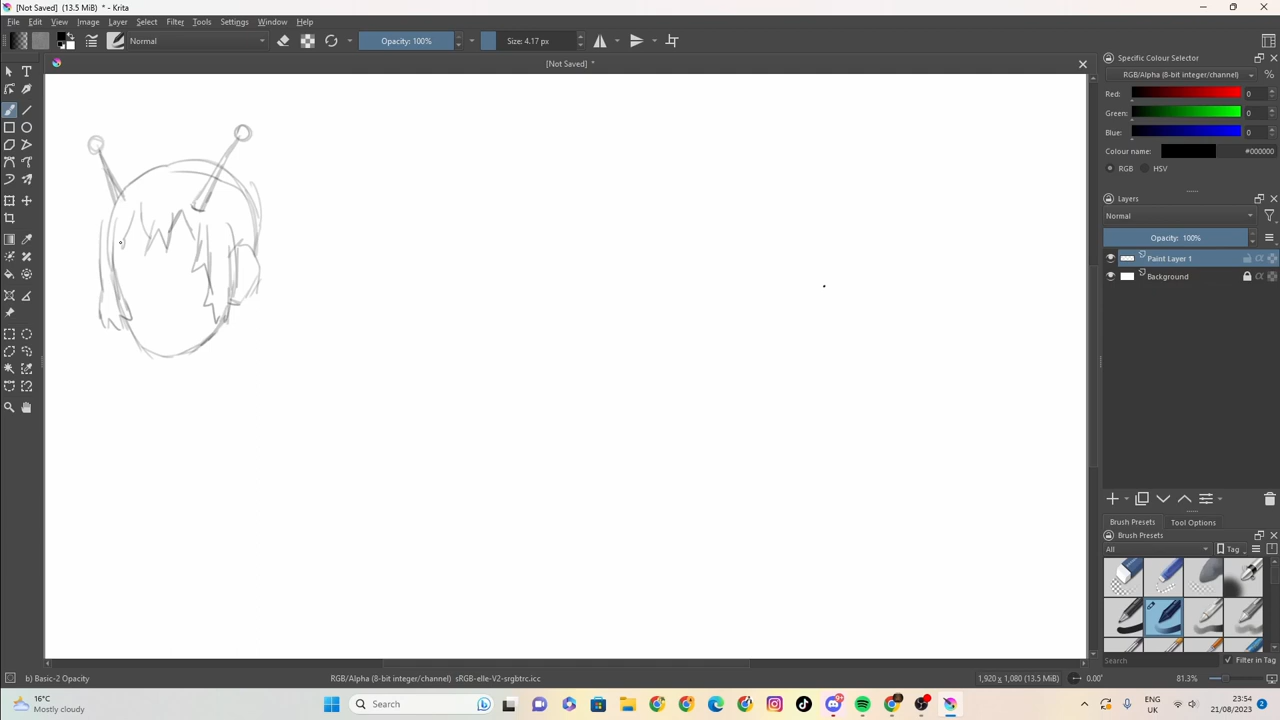 [Not Saved] (13.5 MiB) * - Krita
File Edit View Image Layer Select Filter Tools Settings Window Help
Normal
Opacity: 100%
Size: 4.17 px
[Not Saved] *
Specific Colour Selector
RGB/Alpha (8-bit integer/channel)
%
Red: 0
Green: 0
Blue: 0
Colour name: #000000
RGB HSV
Layers
Normal
Opacity: 100%
Paint Layer 1
Background
Brush Presets Tool Options
Brush Presets
All Tag
Search Filter in Tag
b) Basic-2 Opacity RGB/Alpha (8-bit integer/channel) sRGB-elle-V2-srgbtrc.icc 1,920 x 1,080 (13.5 MiB) 0.00° 81.3%
16°C
Mostly cloudy
Search
ENG
UK
23:54
21/08/2023
2